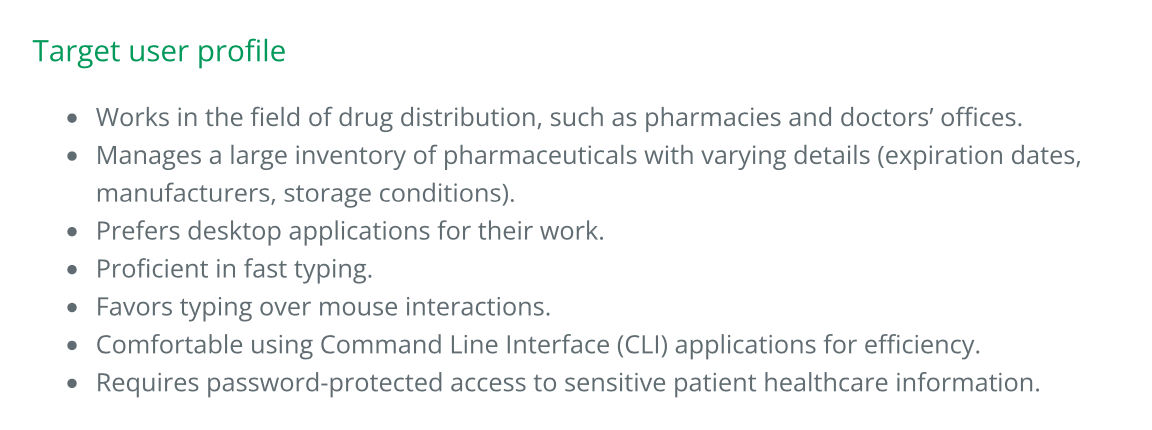 Target user profile
• Works in the field of drug distribution, such as pharmacies and doctors’ offices.
• Manages a large inventory of pharmaceuticals with varying details (expiration dates,
manufacturers, storage conditions).
• Prefers desktop applications for their work.
• Proficient in fast typing.
• Favors typing over mouse interactions.
• Comfortable using Command Line Interface (CLI) applications for efficiency.
• Requires password-protected access to sensitive patient healthcare information.